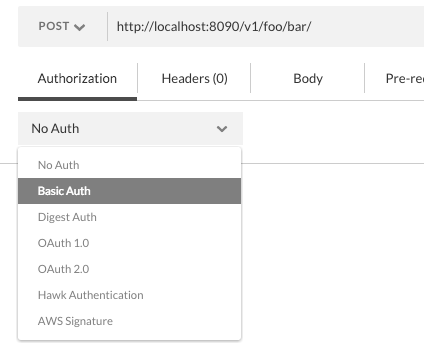 POST http://localhost:8090/v1/foo/bar/
Authorization Headers (0) Body Pre-re
No Auth
No Auth
Basic Auth
Digest Auth
OAuth 1.0
OAuth 2.0
Hawk Authentication
AWS Signature